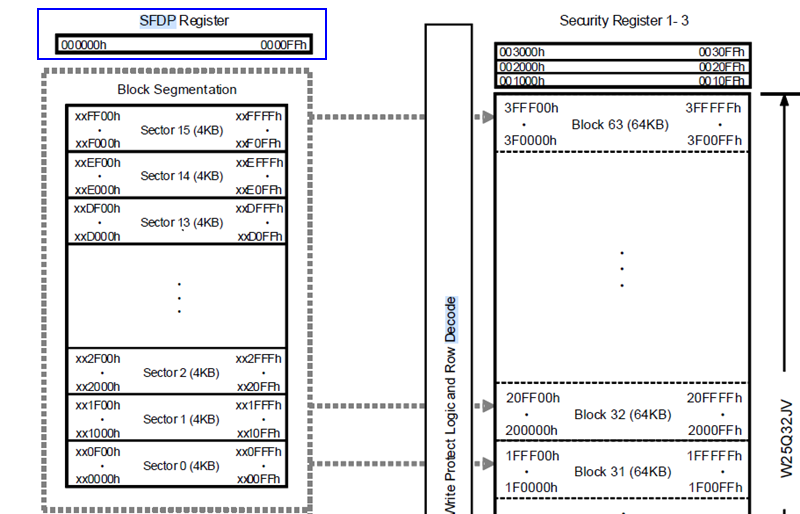 SFDP Register
000000h 0000FFh
Block Segmentation
xxFF00h xxFFFFh
Sector 15 (4KB)
xxF000h xxF0FFh
xxEF00h xxEFFFh
Sector 14 (4KB)
xxE000h xxE0FFh
xxDF00h xxDFFFh
Sector 13 (4KB)
xxD000h xxD0FFh
xx2F00h xx2FFFh
Sector 2 (4KB)
xx2000h xx20FFh
xx1F00h xx1FFFh
Sector 1 (4KB)
xx1000h xx10FFh
xx0F00h xx0FFFh
Sector 0 (4KB)
xx0000h xx00FFh
Write Protect Logic and Row Decode
Security Register 1- 3
003000h 0030FFh
002000h 0020FFh
001000h 0010FFh
3FFF00h 3FFFFFh
Block 63 (64KB)
3F0000h 3F00FFh
20FF00h 20FFFFh
Block 32 (64KB)
200000h 2000FFh
1FFF00h 1FFFFFh
Block 31 (64KB)
1F0000h 1F00FFh
W25Q32JV